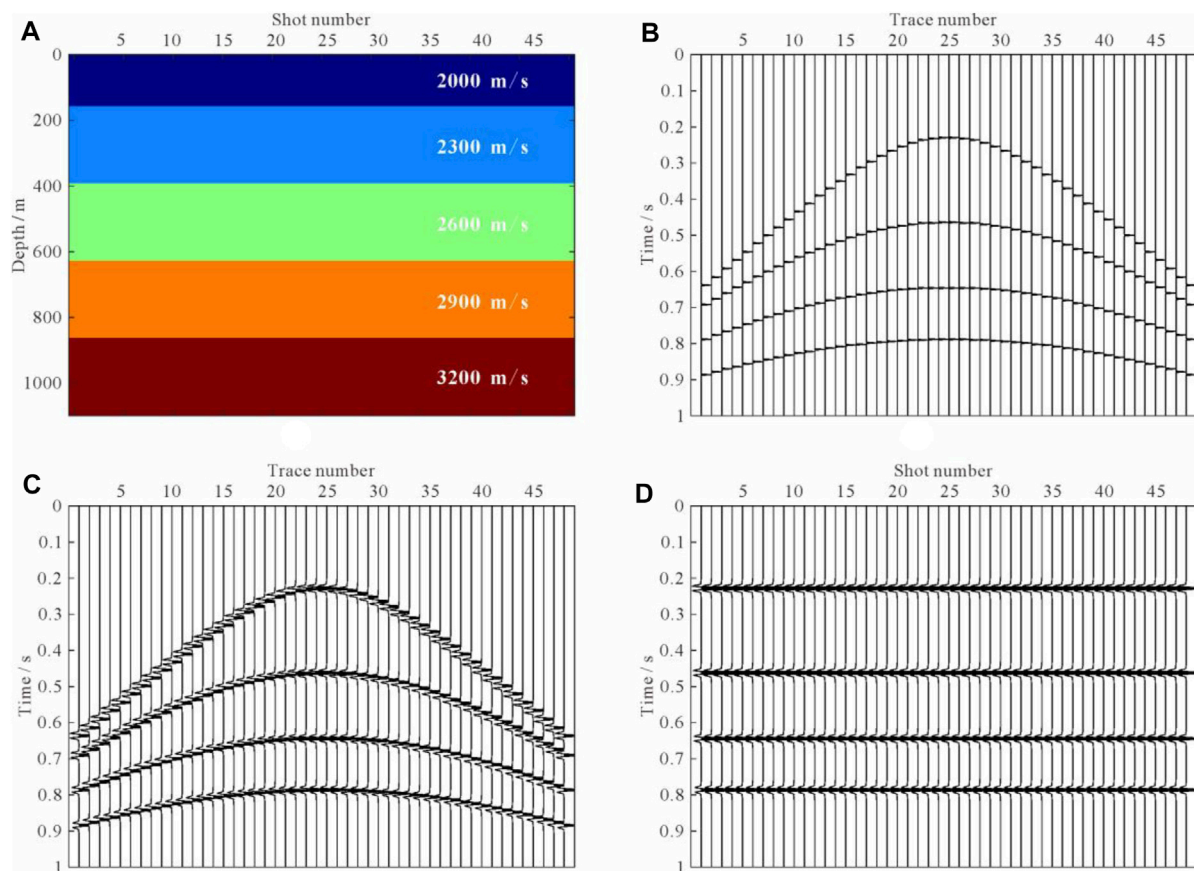 A
Shot number
5 10 15 20 25 30 35 40 45
Depth / m
0
200
400
600
800
1000
2000 m/s
2300 m/s
2600 m/s
2900 m/s
3200 m/s
B
Trace number
5 10 15 20 25 30 35 40 45
Time / s
0
0.1
0.2
0.3
0.4
0.5
0.6
0.7
0.8
0.9
1
C
Trace number
5 10 15 20 25 30 35 40 45
Time / s
0
0.1
0.2
0.3
0.4
0.5
0.6
0.7
0.8
0.9
1
D
Shot number
5 10 15 20 25 30 35 40 45
Time / s
0
0.1
0.2
0.3
0.4
0.5
0.6
0.7
0.8
0.9
1